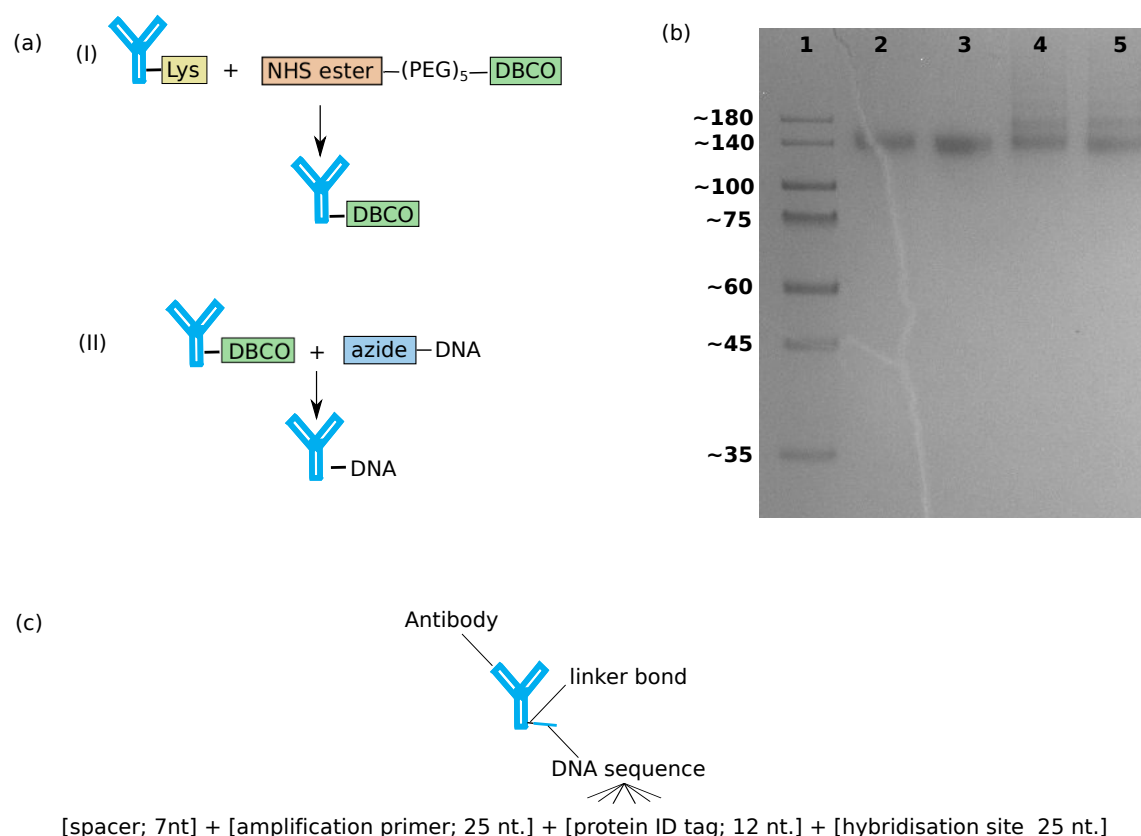 (a)
(I)
Lys + NHS ester (PEG)5 DBCO
DBCO
(II)
DBCO + azide DNA
DNA
(b)
1 2 3 4 5
~180
~140
~100
~75
~60
~45
~35
(c)
Antibody
linker bond
DNA sequence
[spacer; 7nt] + [amplification primer; 25 nt.] + [protein ID tag; 12 nt.] + [hybridisation site 25 nt.]